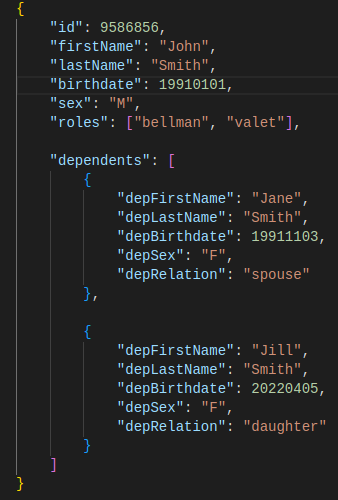 {
    "id": 9586856,
    "firstName": "John",
    "lastName": "Smith",
    "birthdate": 19910101,
    "sex": "M",
    "roles": ["bellman", "valet"],

    "dependents": [
        {
            "depFirstName": "Jane",
            "depLastName": "Smith",
            "depBirthdate": 19911103,
            "depSex": "F",
            "depRelation": "spouse"
        },

        {
            "depFirstName": "Jill",
            "depLastName": "Smith",
            "depBirthdate": 20220405,
            "depSex": "F",
            "depRelation": "daughter"
        }
    ]
}